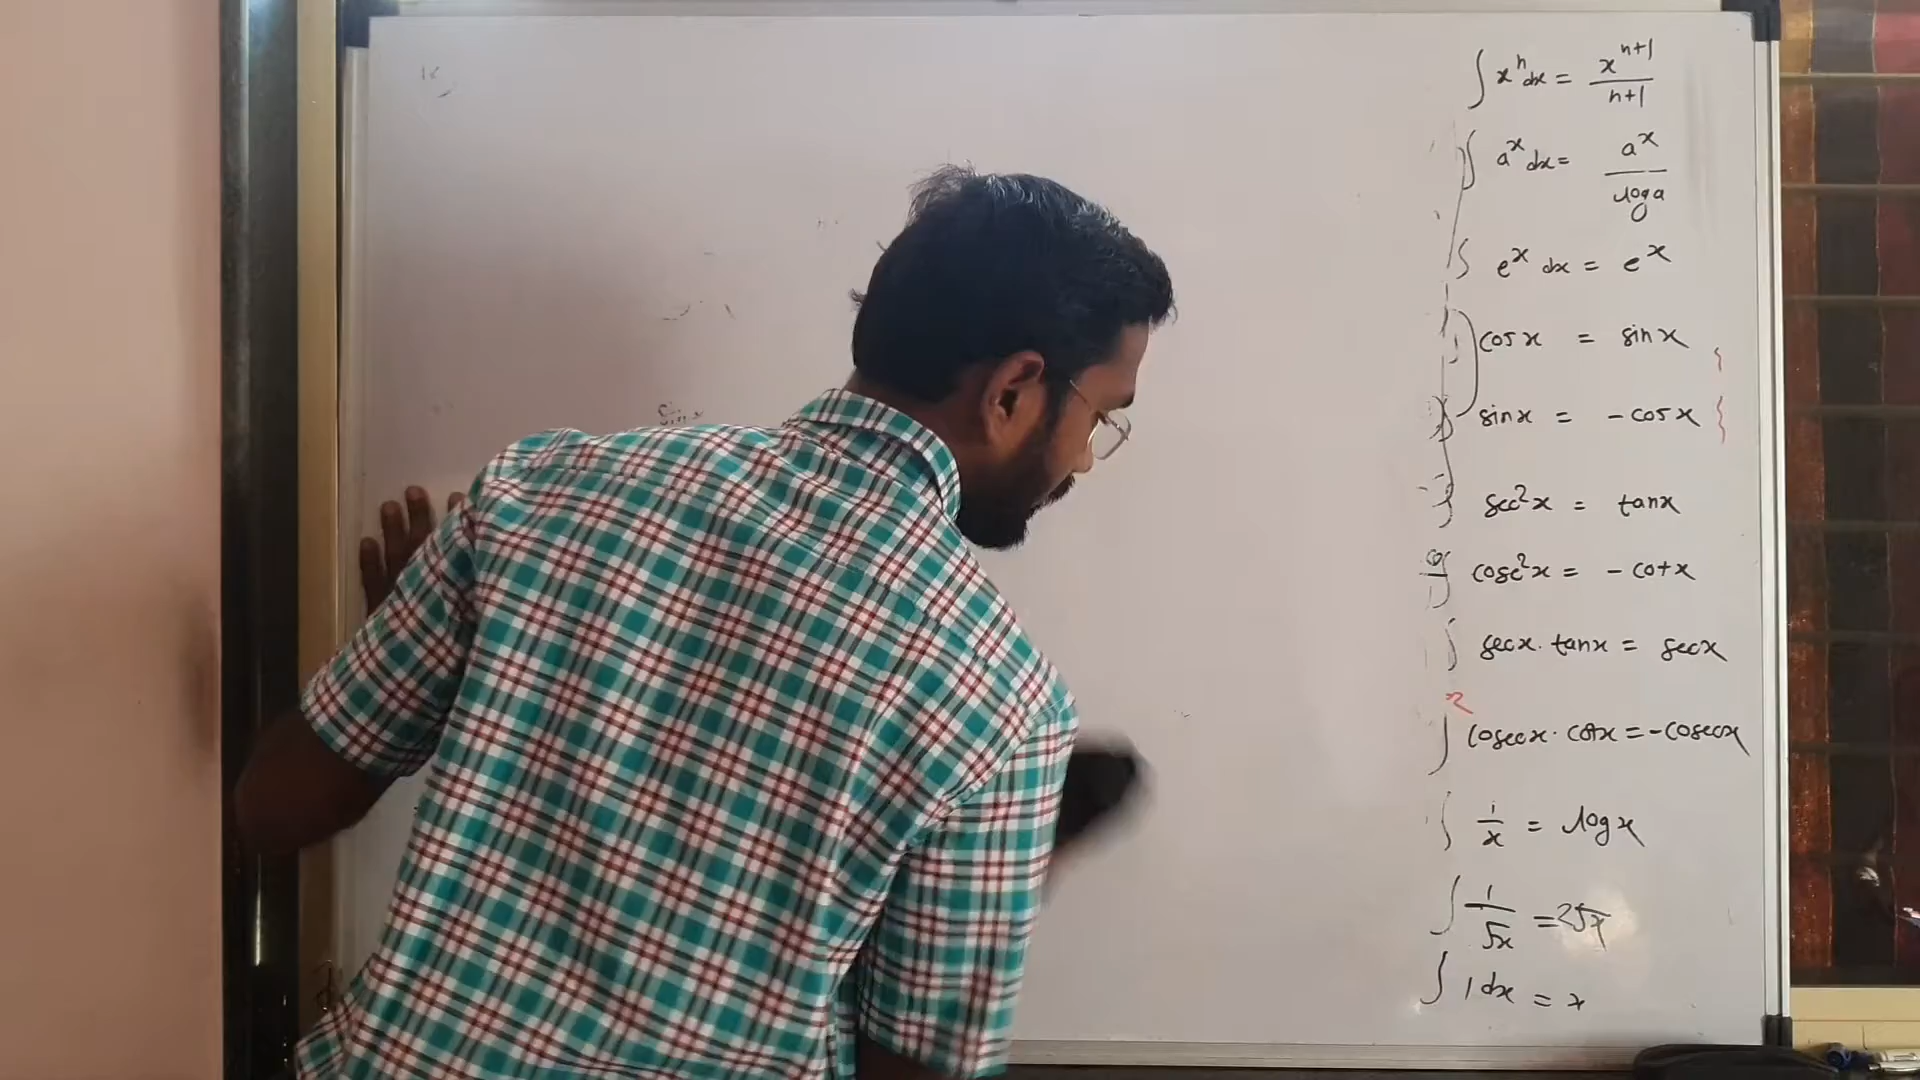 ∫ xⁿ dx = xⁿ⁺¹ / n+1
∫ aˣ dx = aˣ / log a
∫ eˣ dx = eˣ
cos x = sin x
sin x = - cos x
∫ sec²x = tan x
∫ cosec²x = - cot x
∫ sec x · tan x = sec x
∫ cosec x · cot x = - cosec x
∫ 1/x = log x
∫ 1/√x = 2√x
∫ 1 dx = x